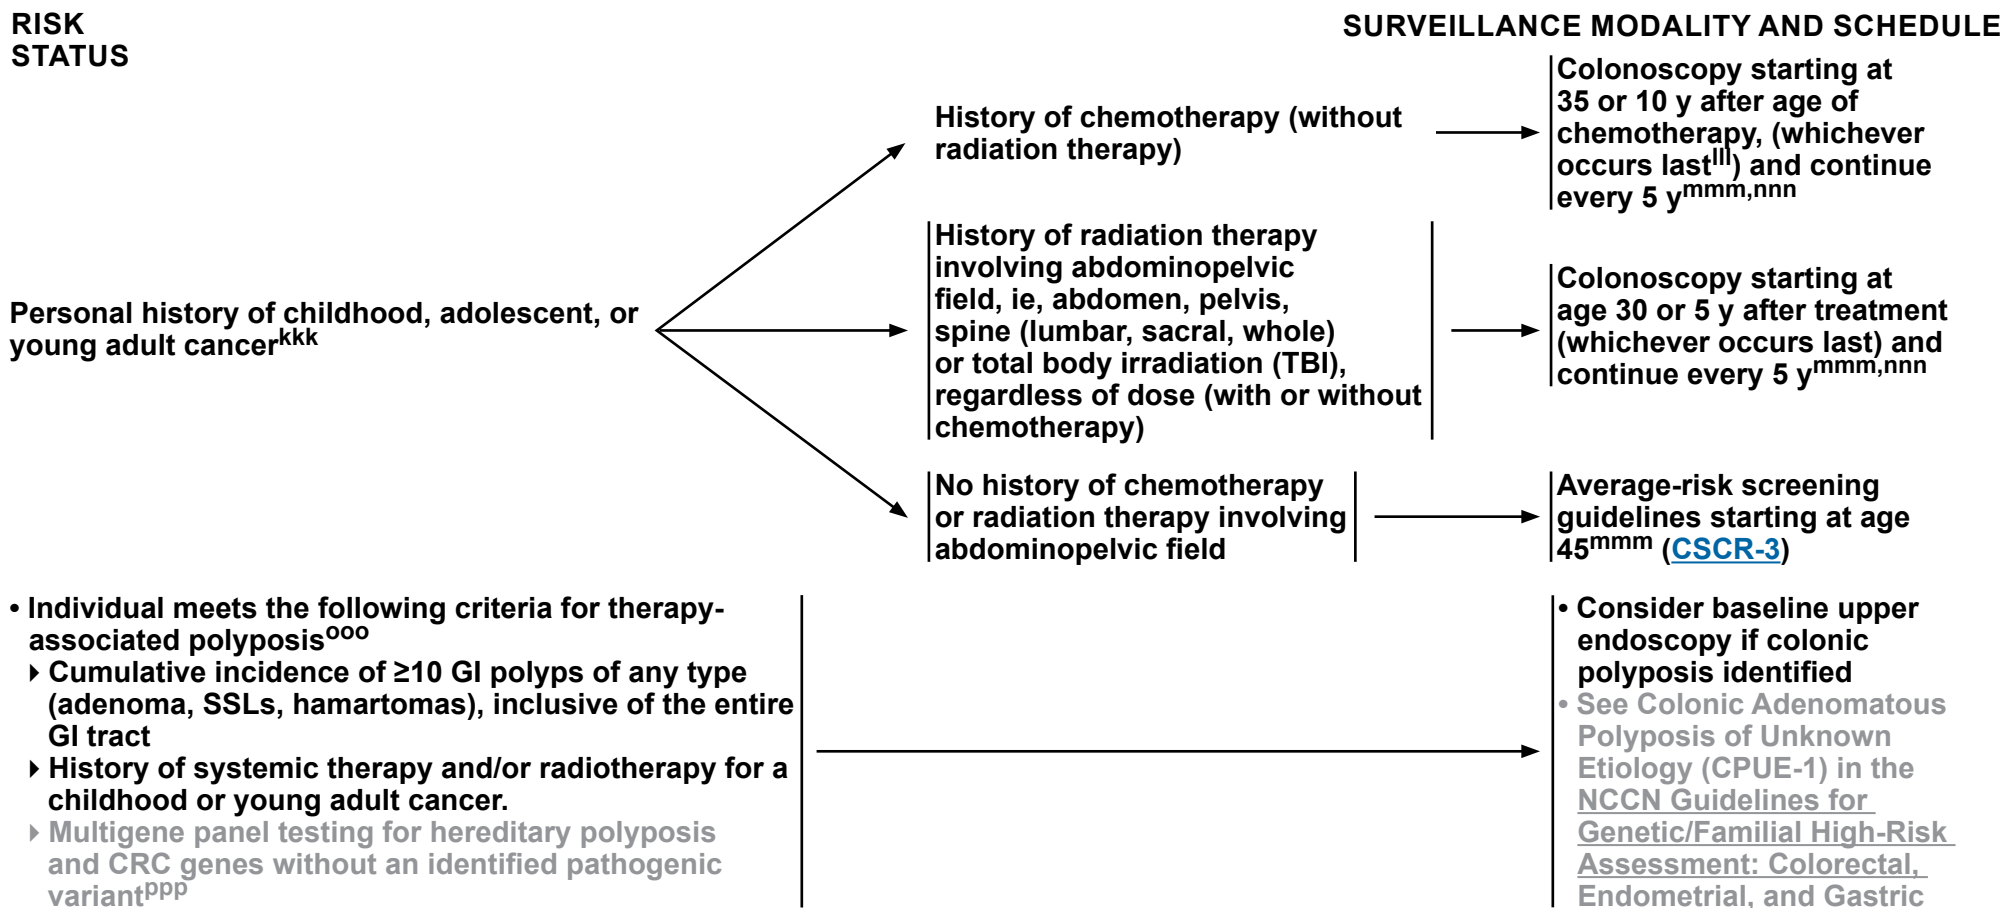 RISK
STATUS
SURVEILLANCE MODALITY AND SCHEDULE
Personal history of childhood, adolescent, or
young adult cancerkkk
History of chemotherapy (without
radiation therapy)
Colonoscopy starting at
35 or 10 y after age of
chemotherapy, (whichever
occurs lastlll) and continue
every 5 ymmm,nnn
History of radiation therapy
involving abdominopelvic
field, ie, abdomen, pelvis,
spine (lumbar, sacral, whole)
or total body irradiation (TBI),
regardless of dose (with or without
chemotherapy)
Colonoscopy starting at
age 30 or 5 y after treatment
(whichever occurs last) and
continue every 5 ymmm,nnn
No history of chemotherapy
or radiation therapy involving
abdominopelvic field
Average-risk screening
guidelines starting at age
45mmm (CSCR-3)
• Individual meets the following criteria for therapy-
associated polyposisooo
▸ Cumulative incidence of ≥10 GI polyps of any type
(adenoma, SSLs, hamartomas), inclusive of the entire
GI tract
▸ History of systemic therapy and/or radiotherapy for a
childhood or young adult cancer.
▸ Multigene panel testing for hereditary polyposis
and CRC genes without an identified pathogenic
variantppp
• Consider baseline upper
endoscopy if colonic
polyposis identified
• See Colonic Adenomatous
Polyposis of Unknown
Etiology (CPUE-1) in the
NCCN Guidelines for
Genetic/Familial High-Risk
Assessment: Colorectal,
Endometrial, and Gastric